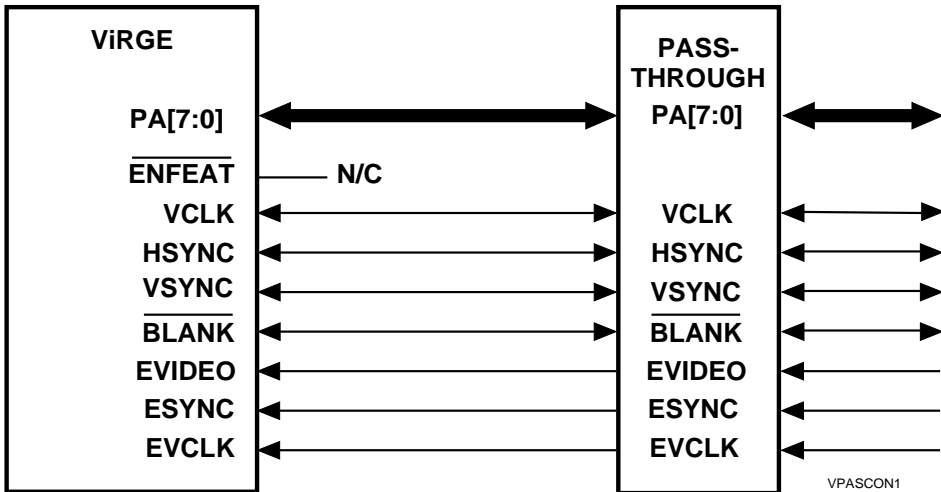 ViRGE
PASS-
THROUGH
PA[7:0] PA[7:0]
ENFEAT N/C
VCLK VCLK
HSYNC HSYNC
VSYNC VSYNC
BLANK BLANK
EVIDEO EVIDEO
ESYNC ESYNC
EVCLK EVCLK
VPASCON1